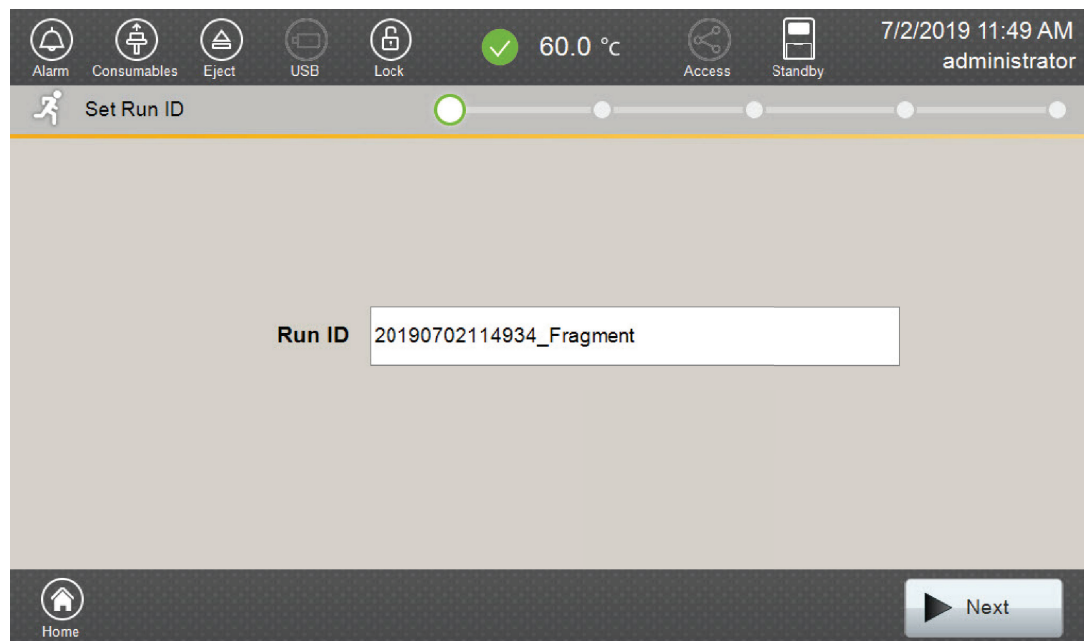 Alarm Consumables Eject USB Lock 60.0 °c Access Standby 7/2/2019 11:49 AM
administrator
Set Run ID
Run ID 20190702114934_Fragment
Home Next